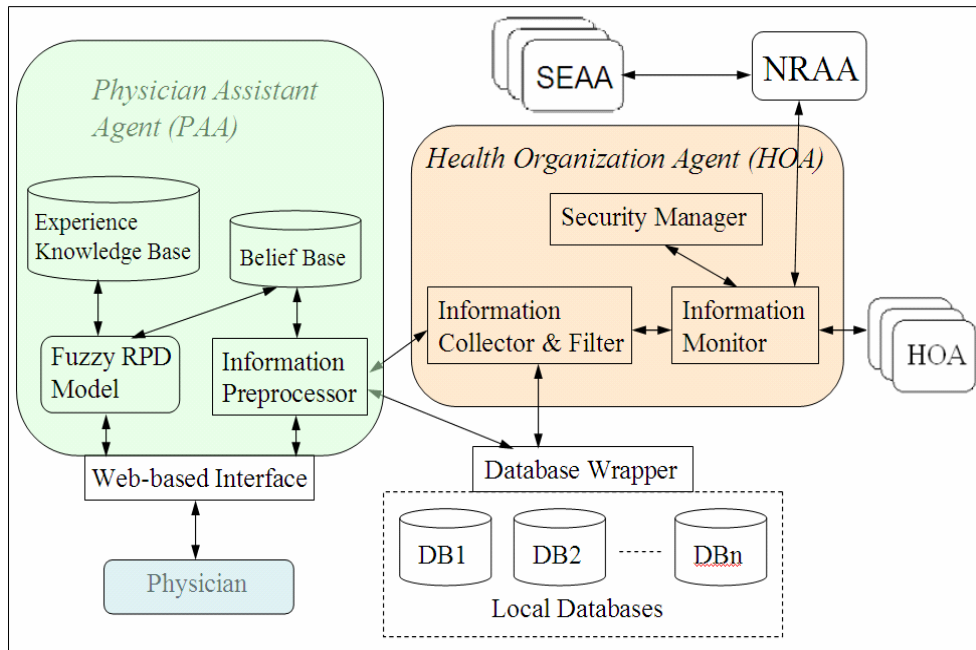 Physician Assistant
Agent (PAA)
SEAA
NRAA
Health Organization Agent (HOA)
Experience
Knowledge Base
Belief Base
Security Manager
Fuzzy RPD
Model
Information
Preprocessor
Information
Collector & Filter
Information
Monitor
HOA
Web-based Interface
Database Wrapper
Physician
DB1
DB2
DBn
Local Databases